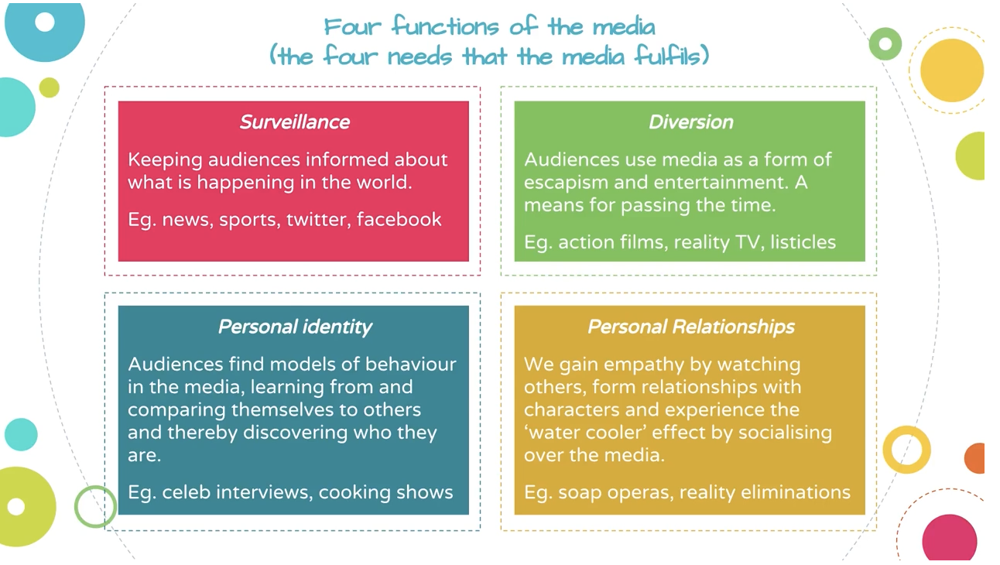 Four functions of the media
(the four needs that the media fulfils)
Surveillance
Keeping audiences informed about
what is happening in the world.
Eg. news, sports, twitter, facebook
Diversion
Audiences use media as a form of
escapism and entertainment. A
means for passing the time.
Eg. action films, reality TV, listicles
Personal identity
Audiences find models of behaviour
in the media, learning from and
comparing themselves to others
and thereby discovering who they
are.
Eg. celeb interviews, cooking shows
Personal Relationships
We gain empathy by watching
others, form relationships with
characters and experience the
‘water cooler’ effect by socialising
over the media.
Eg. soap operas, reality eliminations